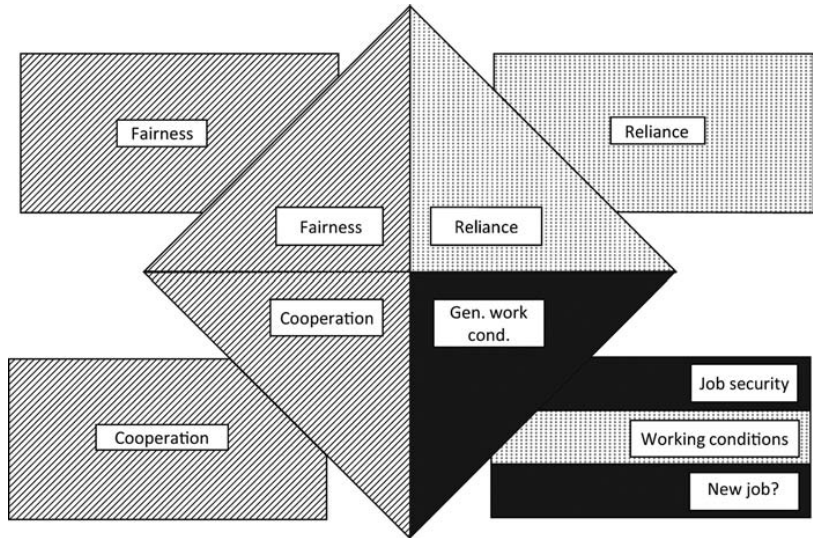 Fairness
Reliance
Fairness
Reliance
Cooperation
Gen. work
cond.
Cooperation
Job security
Working conditions
New job?